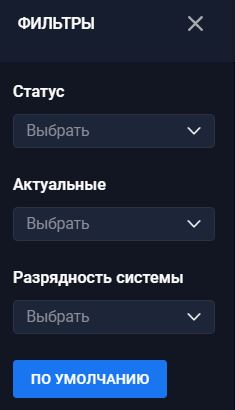 ФИЛЬТРЫ
Статус
Выбрать
Актуальные
Выбрать
Разрядность системы
Выбрать
ПО УМОЛЧАНИЮ